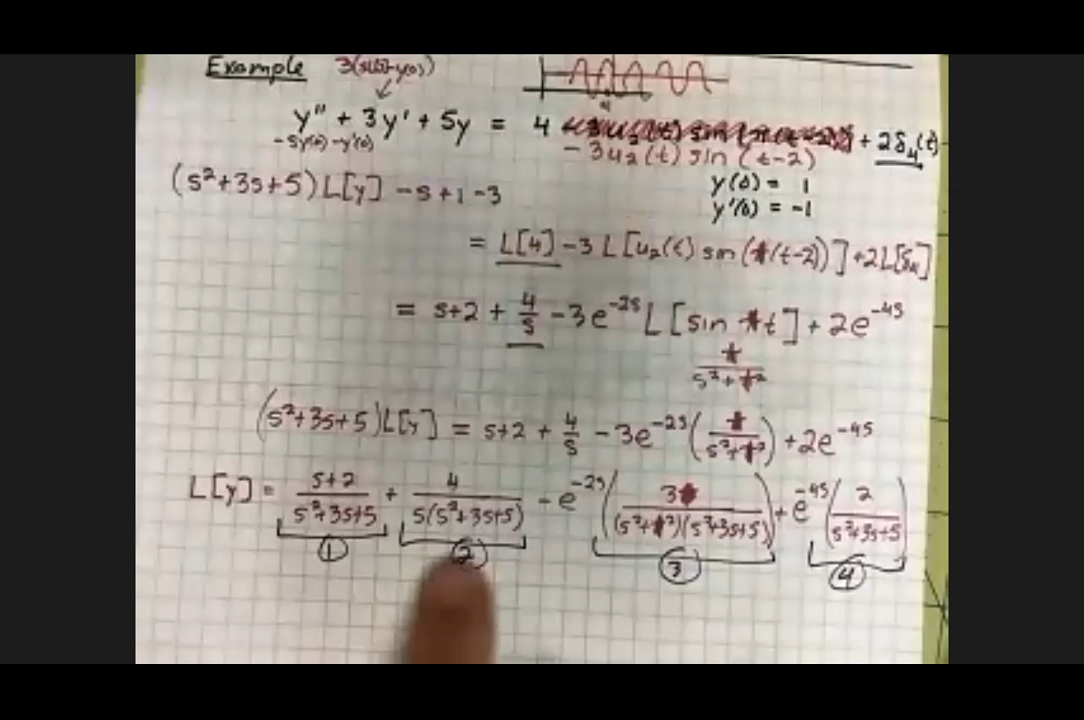 Example 3(sL[]-y(0))
y" + 3y' + 5y = 4 + 2δ₄(t)
-sy(0) -y'(0) - 3u₂(t) sin (t-2)
y(0) = 1
y'(0) = -1
(s²+3s+5) L[y] - s + 1 - 3
= L[4] - 3 L[u₂(t) sin ((t-2))] + 2L[δ₄]
= s+2 + 4/s - 3e^-2s L[sin t] + 2e^-4s
s²+
(s²+3s+5)L[y] = s+2 + 4/s - 3e^-2s ( ) + 2e^-4s
L[y] = (s+2)/(s²+3s+5) + 4/(s(s²+3s+5)) - e^-2s (3/((s²+ )(s²+3s+5))) + e^-4s (2/(s²+3s+5))
① ② ③ ④